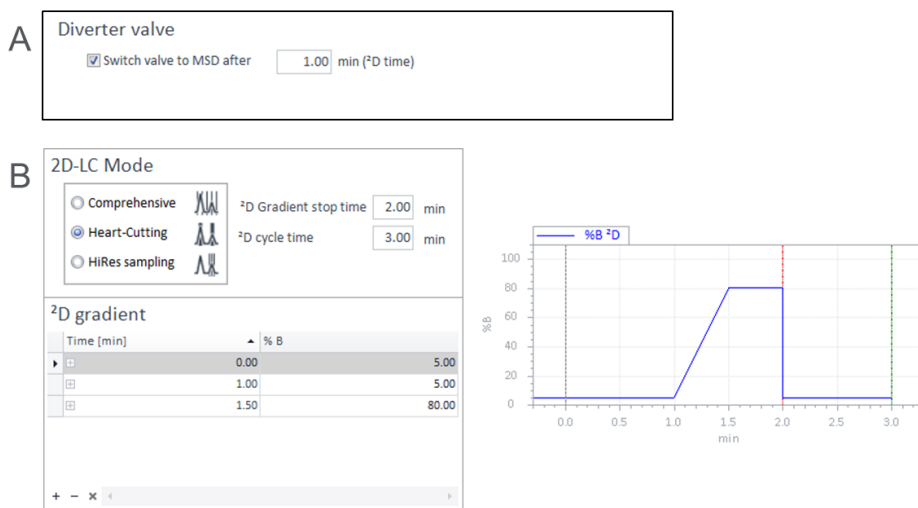 A
Diverter valve
Switch valve to MSD after 1.00 min (²D time)
B
2D-LC Mode
Comprehensive
Heart-Cutting
HiRes sampling
²D Gradient stop time 2.00 min
²D cycle time 3.00 min
²D gradient
Time [min] % B
0.00 5.00
1.00 5.00
1.50 80.00
%B ²D
100
80
60
40
20
0
%B
0.0 0.5 1.0 1.5 2.0 2.5 3.0
min